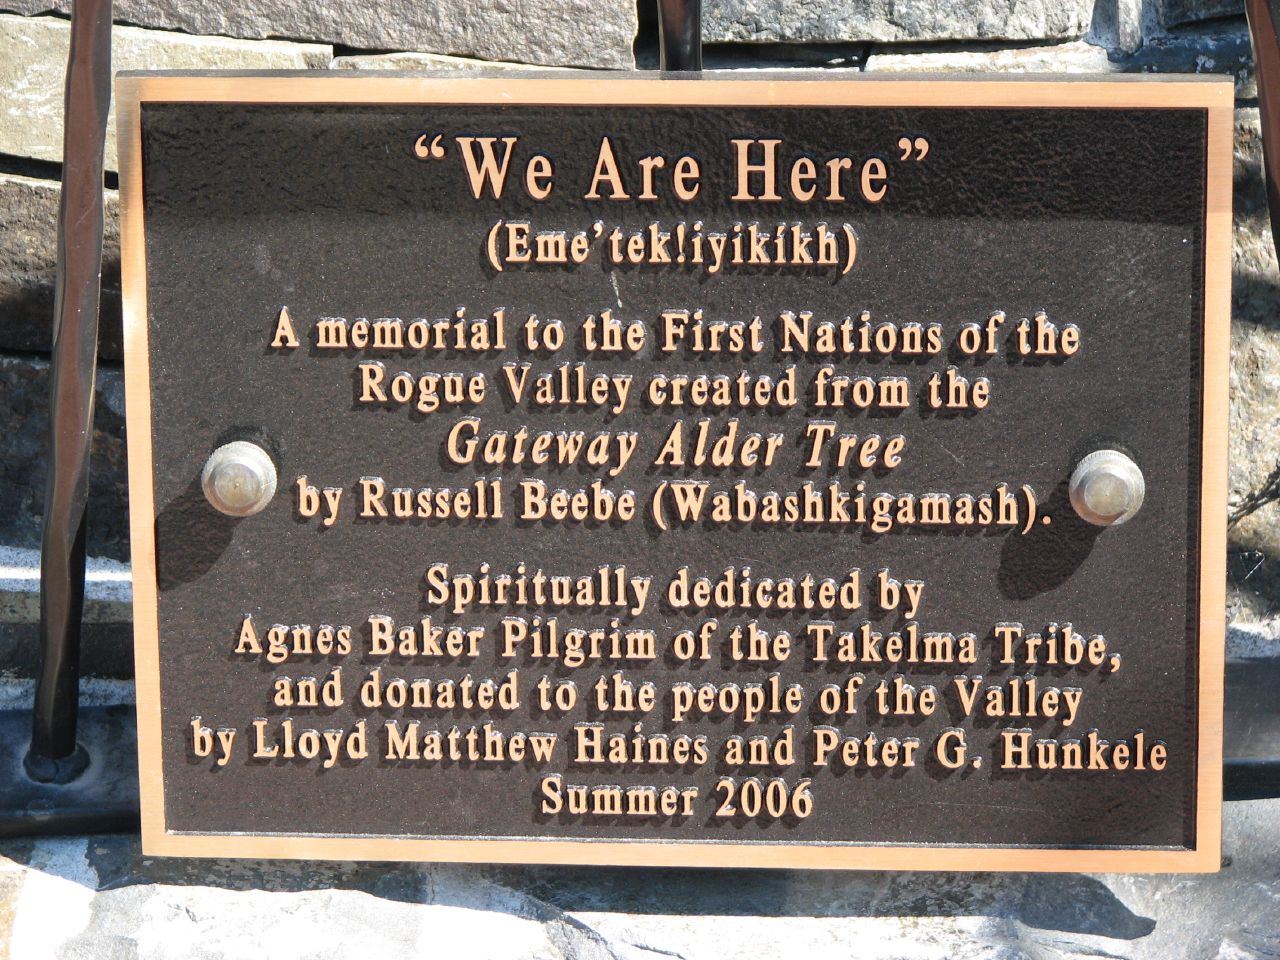 “We Are Here”
(Eme’tek!iyikíkh)
A memorial to the First Nations of the
Rogue Valley created from the
Gateway Alder Tree
by Russell Beebe (Wabashkigamash).
Spiritually dedicated by
Agnes Baker Pilgrim of the Takelma Tribe,
and donated to the people of the Valley
by Lloyd Matthew Haines and Peter G. Hunkele
Summer 2006